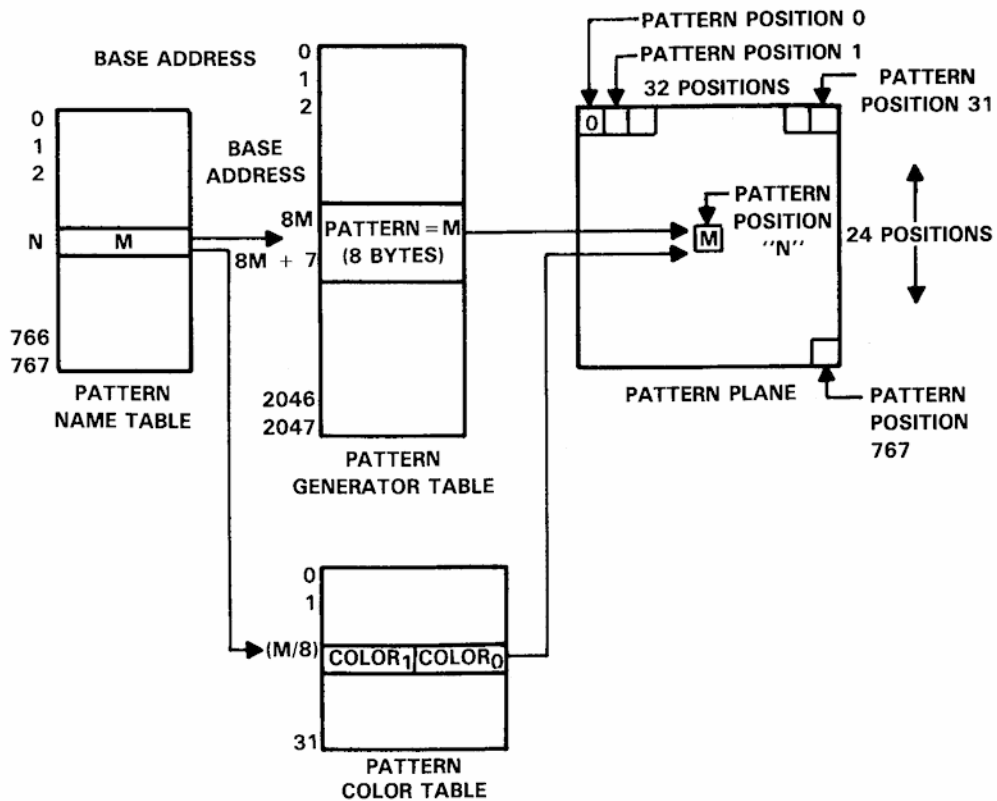 BASE ADDRESS
0
1
2
N
M
766
767
PATTERN
NAME TABLE
BASE
ADDRESS
0
1
2
8M
8M + 7
PATTERN = M
(8 BYTES)
2046
2047
PATTERN
GENERATOR TABLE
PATTERN POSITION 0
PATTERN POSITION 1
32 POSITIONS
PATTERN
POSITION 31
0
PATTERN
POSITION
"N"
M
24 POSITIONS
PATTERN PLANE
PATTERN
POSITION
767
0
1
(M/8)
COLOR1 COLOR0
31
PATTERN
COLOR TABLE